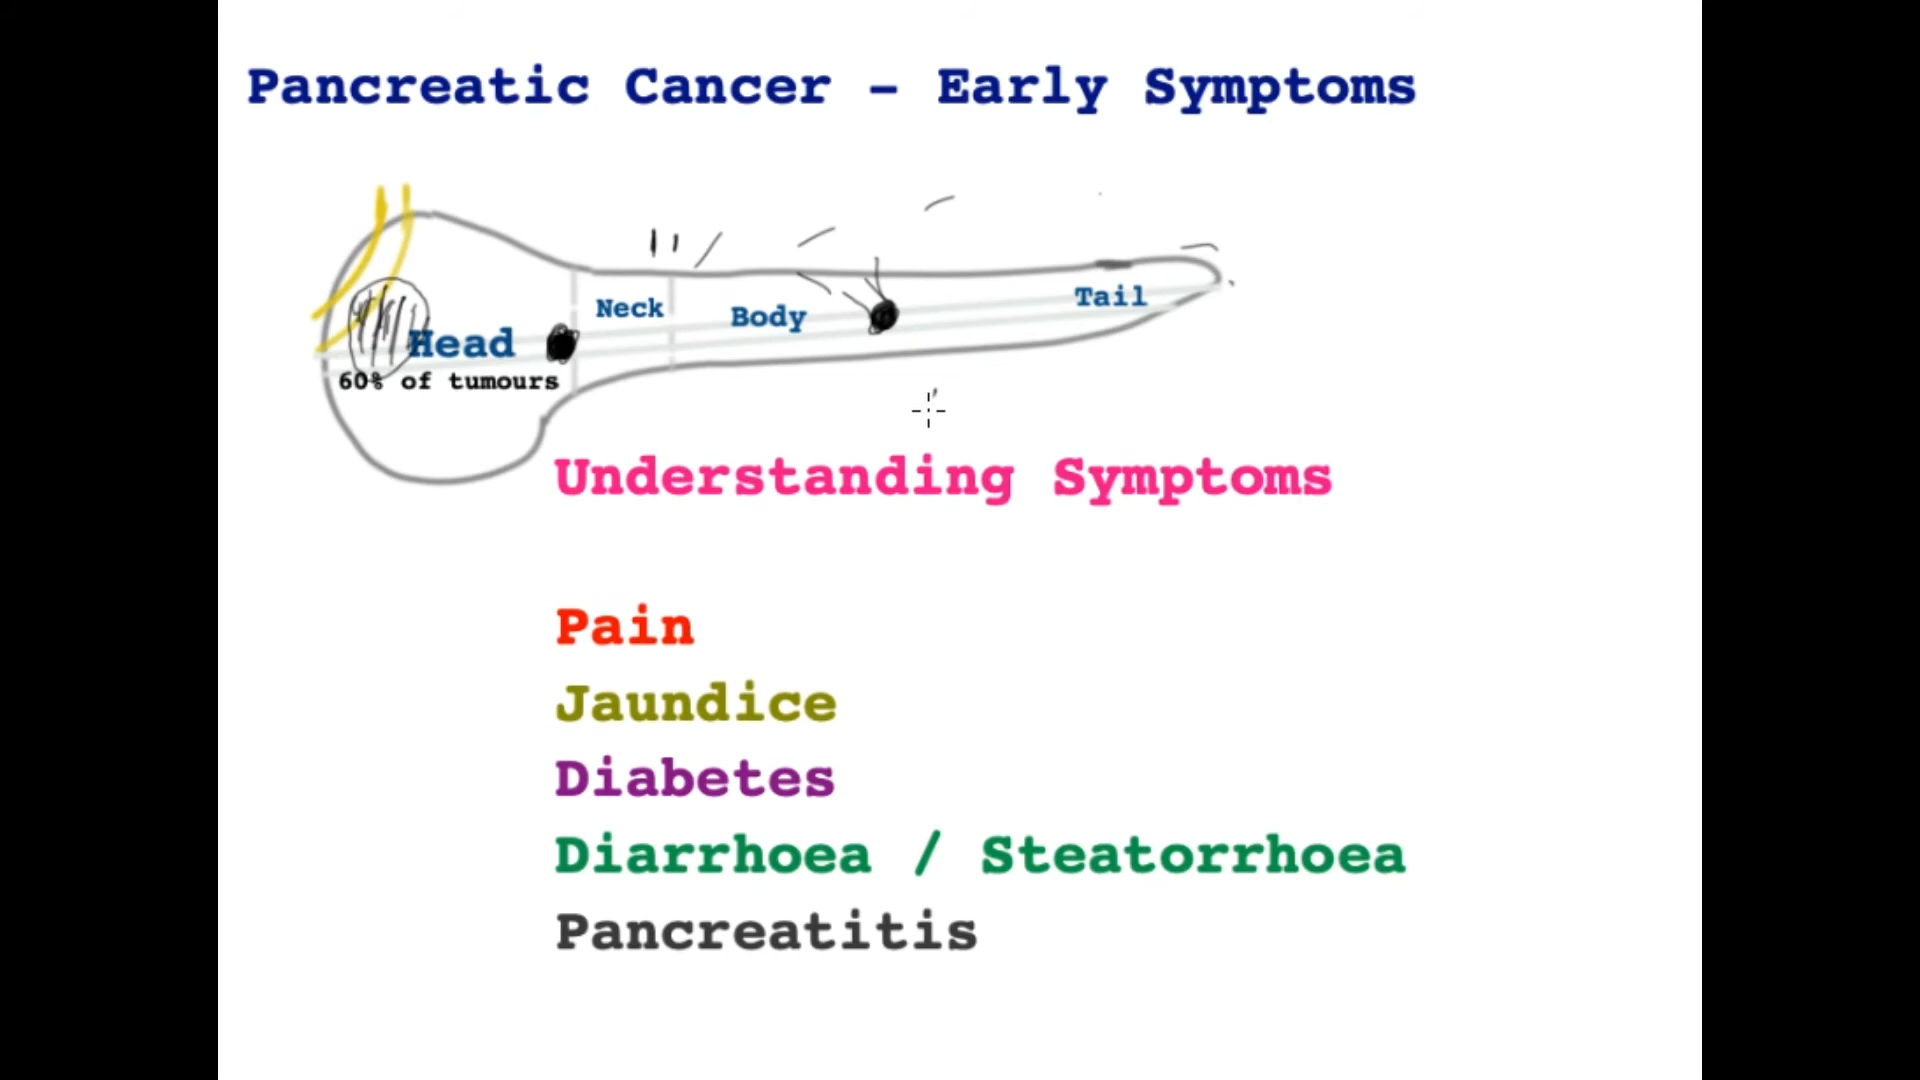 Pancreatic Cancer – Early Symptoms
Neck
Body
Tail
Head
60% of tumours
Understanding Symptoms
Pain
Jaundice
Diabetes
Diarrhoea / Steatorrhoea
Pancreatitis